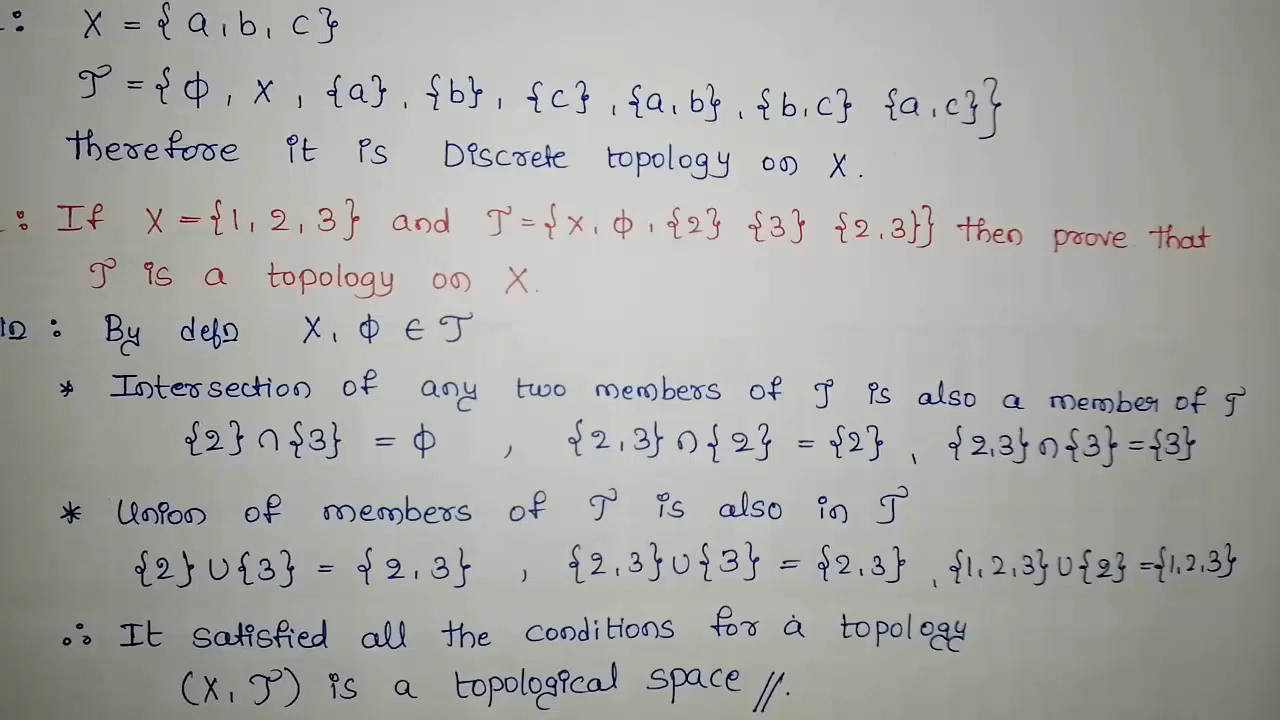 : X = {a, b, c}
𝒯 = {ϕ, X, {a}, {b}, {c}, {a, b}, {b, c} {a, c}}
therefore it is Discrete topology on X.
: If X = {1, 2, 3} and 𝒯 = {X, ϕ, {2} {3} {2,3}} then prove that
𝒯 is a topology on X.
: By defn X, ϕ ∈ 𝒯
* Intersection of any two members of 𝒯 is also a member of 𝒯
{2} ∩ {3} = ϕ , {2,3} ∩ {2} = {2} , {2,3} ∩ {3} = {3}
* Union of members of 𝒯 is also in 𝒯
{2} ∪ {3} = {2,3} , {2,3} ∪ {3} = {2,3} , {1,2,3} ∪ {2} = {1,2,3}
∴ It satisfied all the conditions for a topology
(X, 𝒯) is a topological space //.